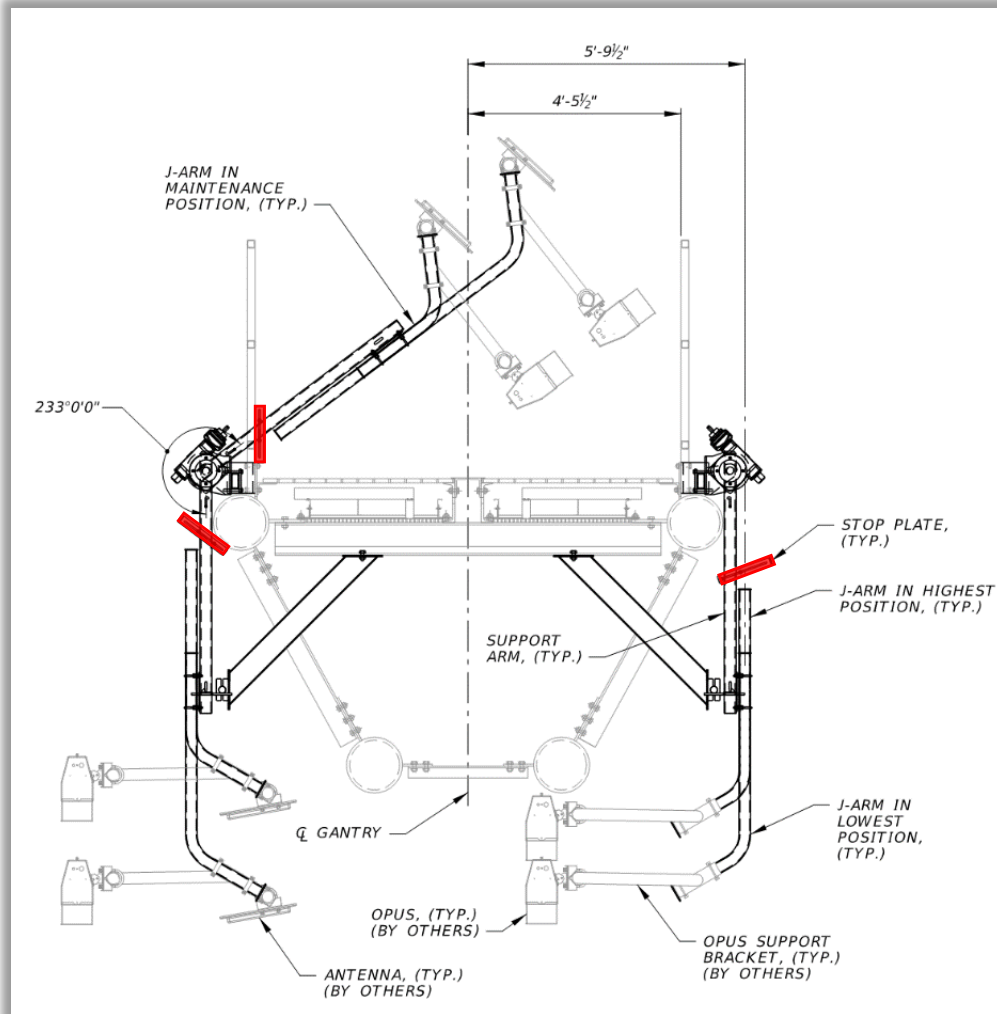 5'-9½"
4'-5½"
J-ARM IN
MAINTENANCE
POSITION, (TYP.)
233°0'0"
STOP PLATE,
(TYP.)
J-ARM IN HIGHEST
POSITION, (TYP.)
SUPPORT
ARM, (TYP.)
℄ GANTRY
J-ARM IN
LOWEST
POSITION,
(TYP.)
OPUS, (TYP.)
(BY OTHERS)
OPUS SUPPORT
BRACKET, (TYP.)
(BY OTHERS)
ANTENNA, (TYP.)
(BY OTHERS)